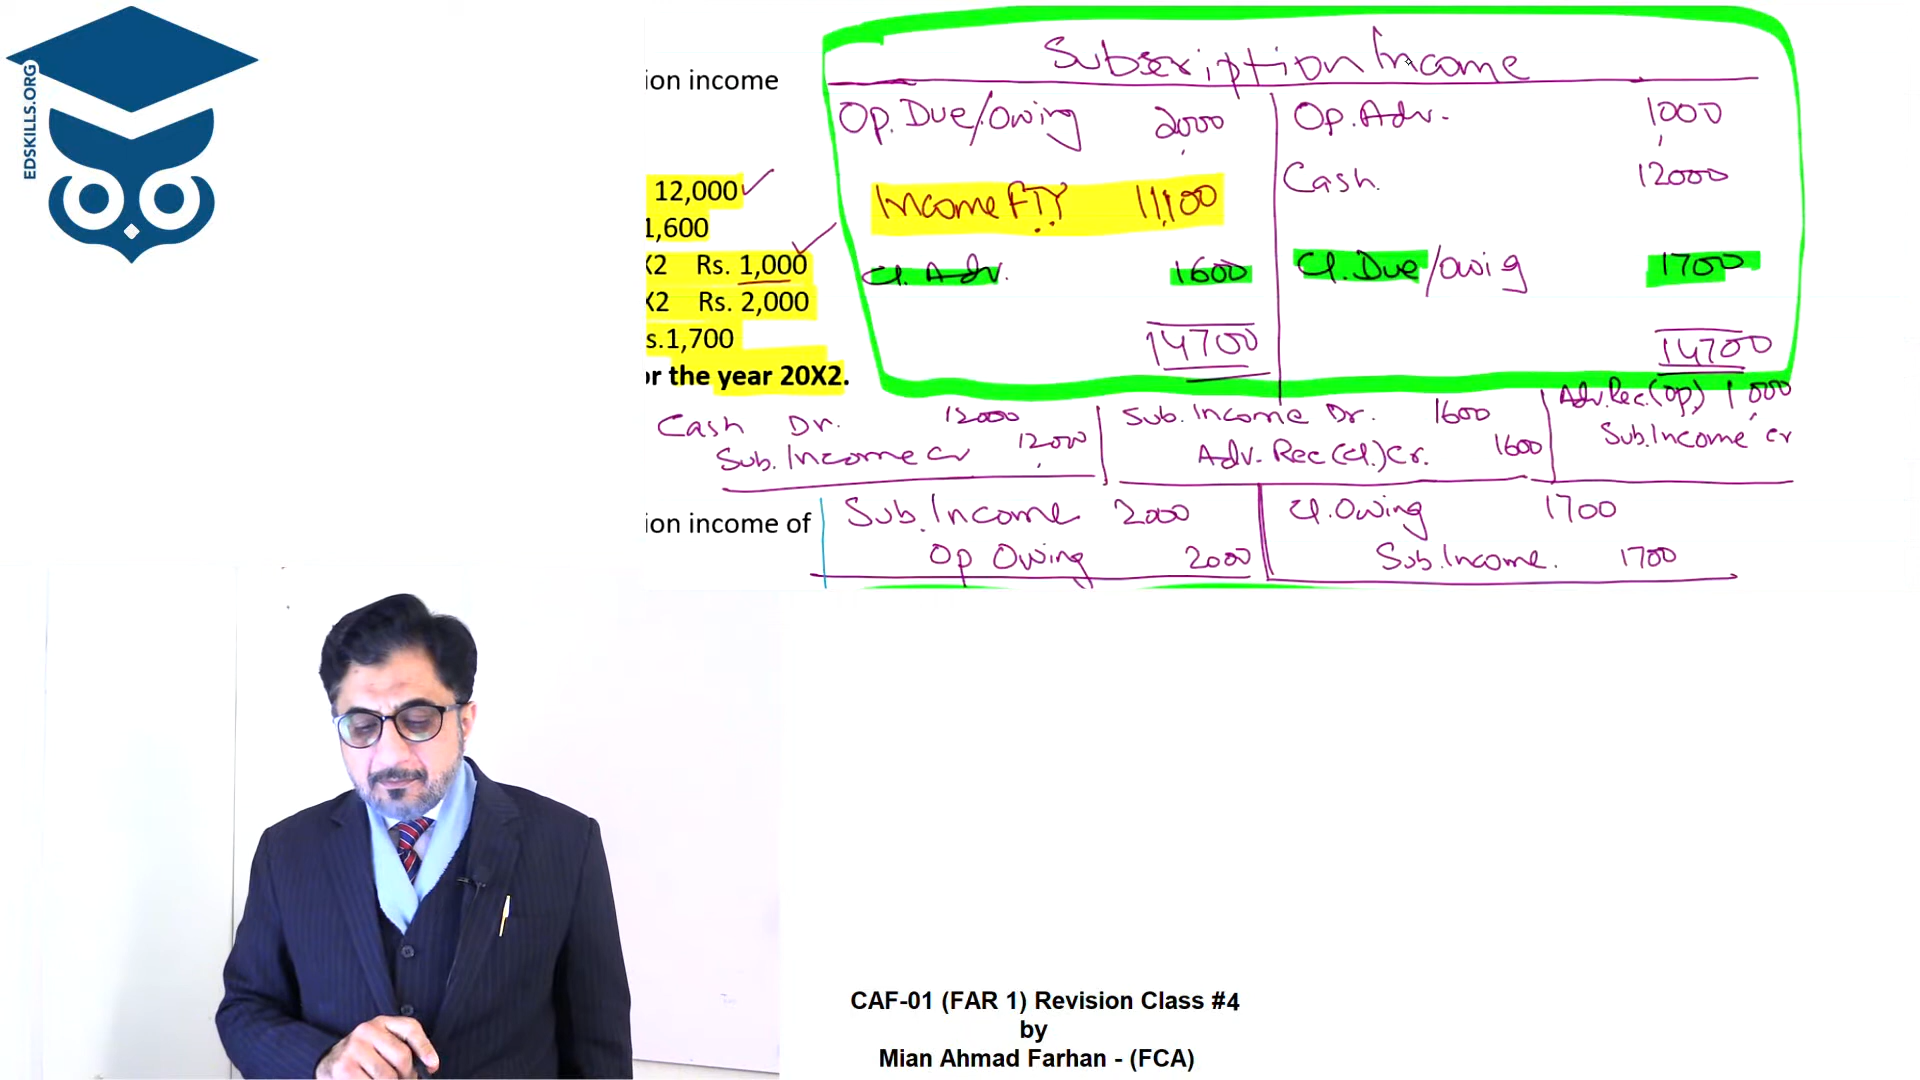 EDSKILLS.ORG
ion income
12,000
1,600
X2 Rs. 1,000
X2 Rs. 2,000
s.1,700
or the year 20X2.
ion income of
Subscription Income
Op. Due/Owing 2000
Income FTY 11,100
Cl. Adv. 1600
14700
Op. Adv. 1000
Cash. 12000
Cl. Due/owing 1700
14700
Cash Dr. 12000
Sub. Income Cr 12000
Sub. Income Dr. 1600
Adv. Rec (Cl.) Cr. 1600
Adv. Rec. (Op) 1000
Sub. Income Cr
Sub. Income 2000
Op Owing 2000
Cl. Owing 1700
Sub. Income. 1700
CAF-01 (FAR 1) Revision Class #4
by
Mian Ahmad Farhan - (FCA)